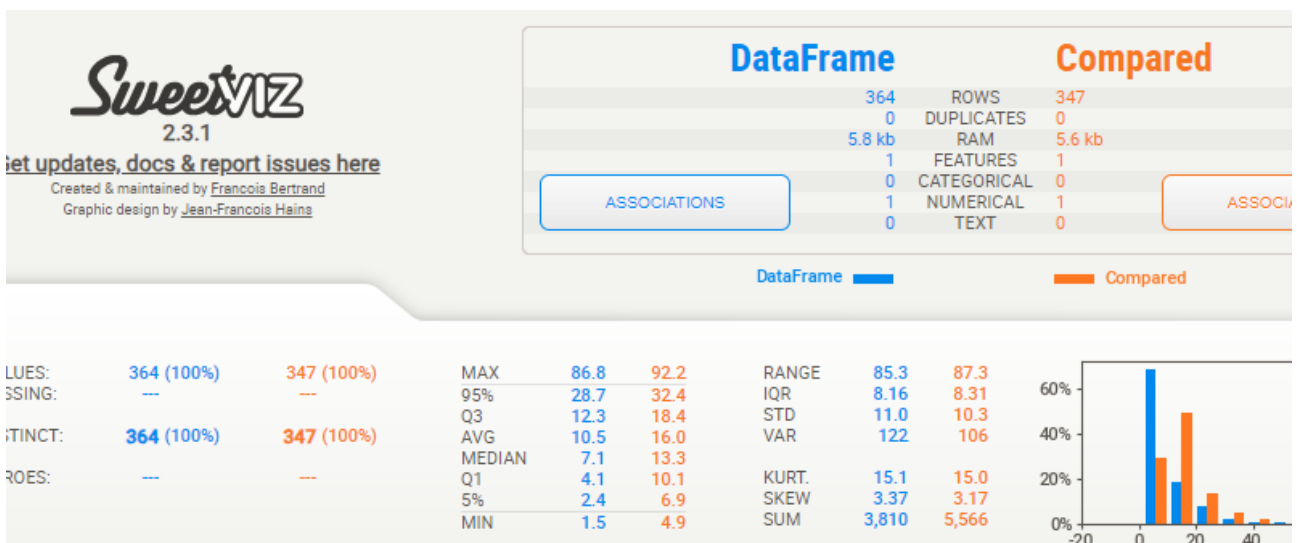 DataFrame Compared
Sweetviz
2.3.1
Get updates, docs & report issues here
Created & maintained by Francois Bertrand
Graphic design by Jean-Francois Hains
364 ROWS 347
0 DUPLICATES 0
5.8 kb RAM 5.6 kb
1 FEATURES 1
0 CATEGORICAL 0
1 NUMERICAL 1
0 TEXT 0
ASSOCIATIONS
ASSOCIA
DataFrame Compared
LUES: 364 (100%) 347 (100%)
SSING: --- ---
TINCT: 364 (100%) 347 (100%)
ROES: --- ---
MAX 86.8 92.2
95% 28.7 32.4
Q3 12.3 18.4
AVG 10.5 16.0
MEDIAN 7.1 13.3
Q1 4.1 10.1
5% 2.4 6.9
MIN 1.5 4.9
RANGE 85.3 87.3
IQR 8.16 8.31
STD 11.0 10.3
VAR 122 106
KURT. 15.1 15.0
SKEW 3.37 3.17
SUM 3,810 5,566
60%
40%
20%
0%
-20 0 20 40